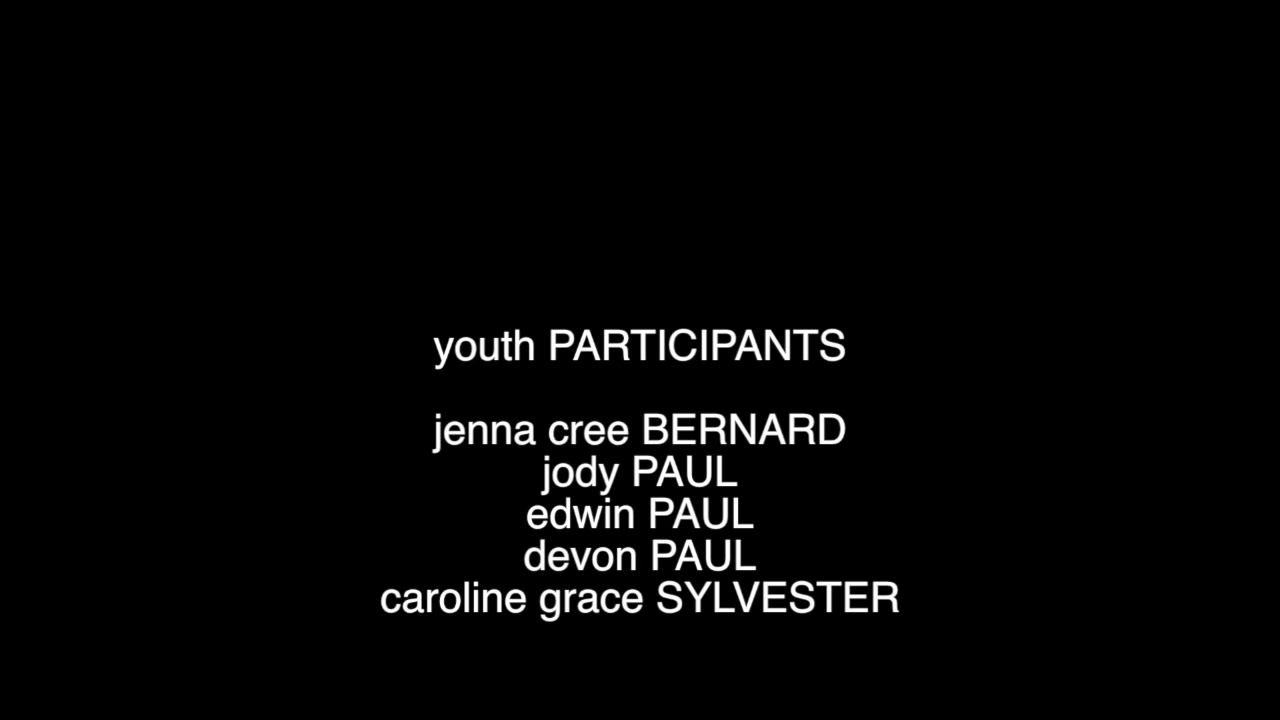 youth PARTICIPANTS
jenna cree BERNARD
jody PAUL
edwin PAUL
devon PAUL
caroline grace SYLVESTER